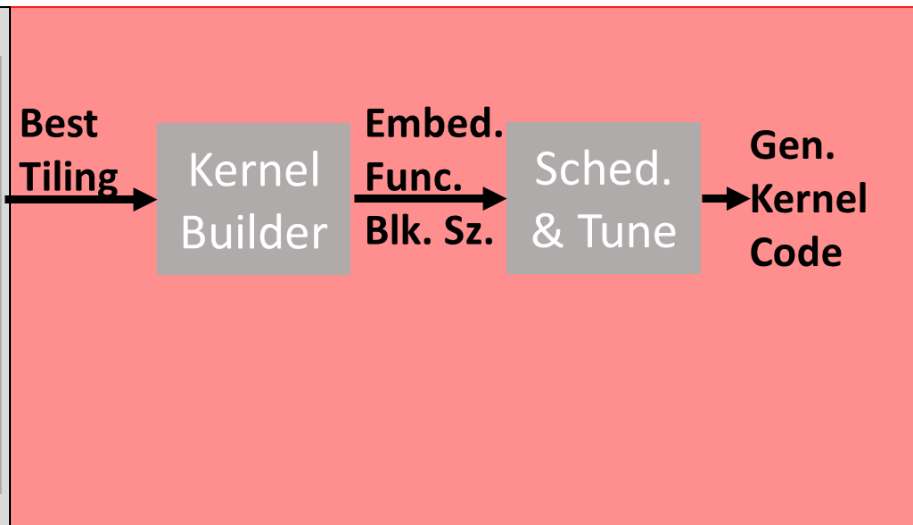 Best
Tiling
Kernel
Builder
Embed.
Func.
Blk. Sz.
Sched.
& Tune
Gen.
Kernel
Code